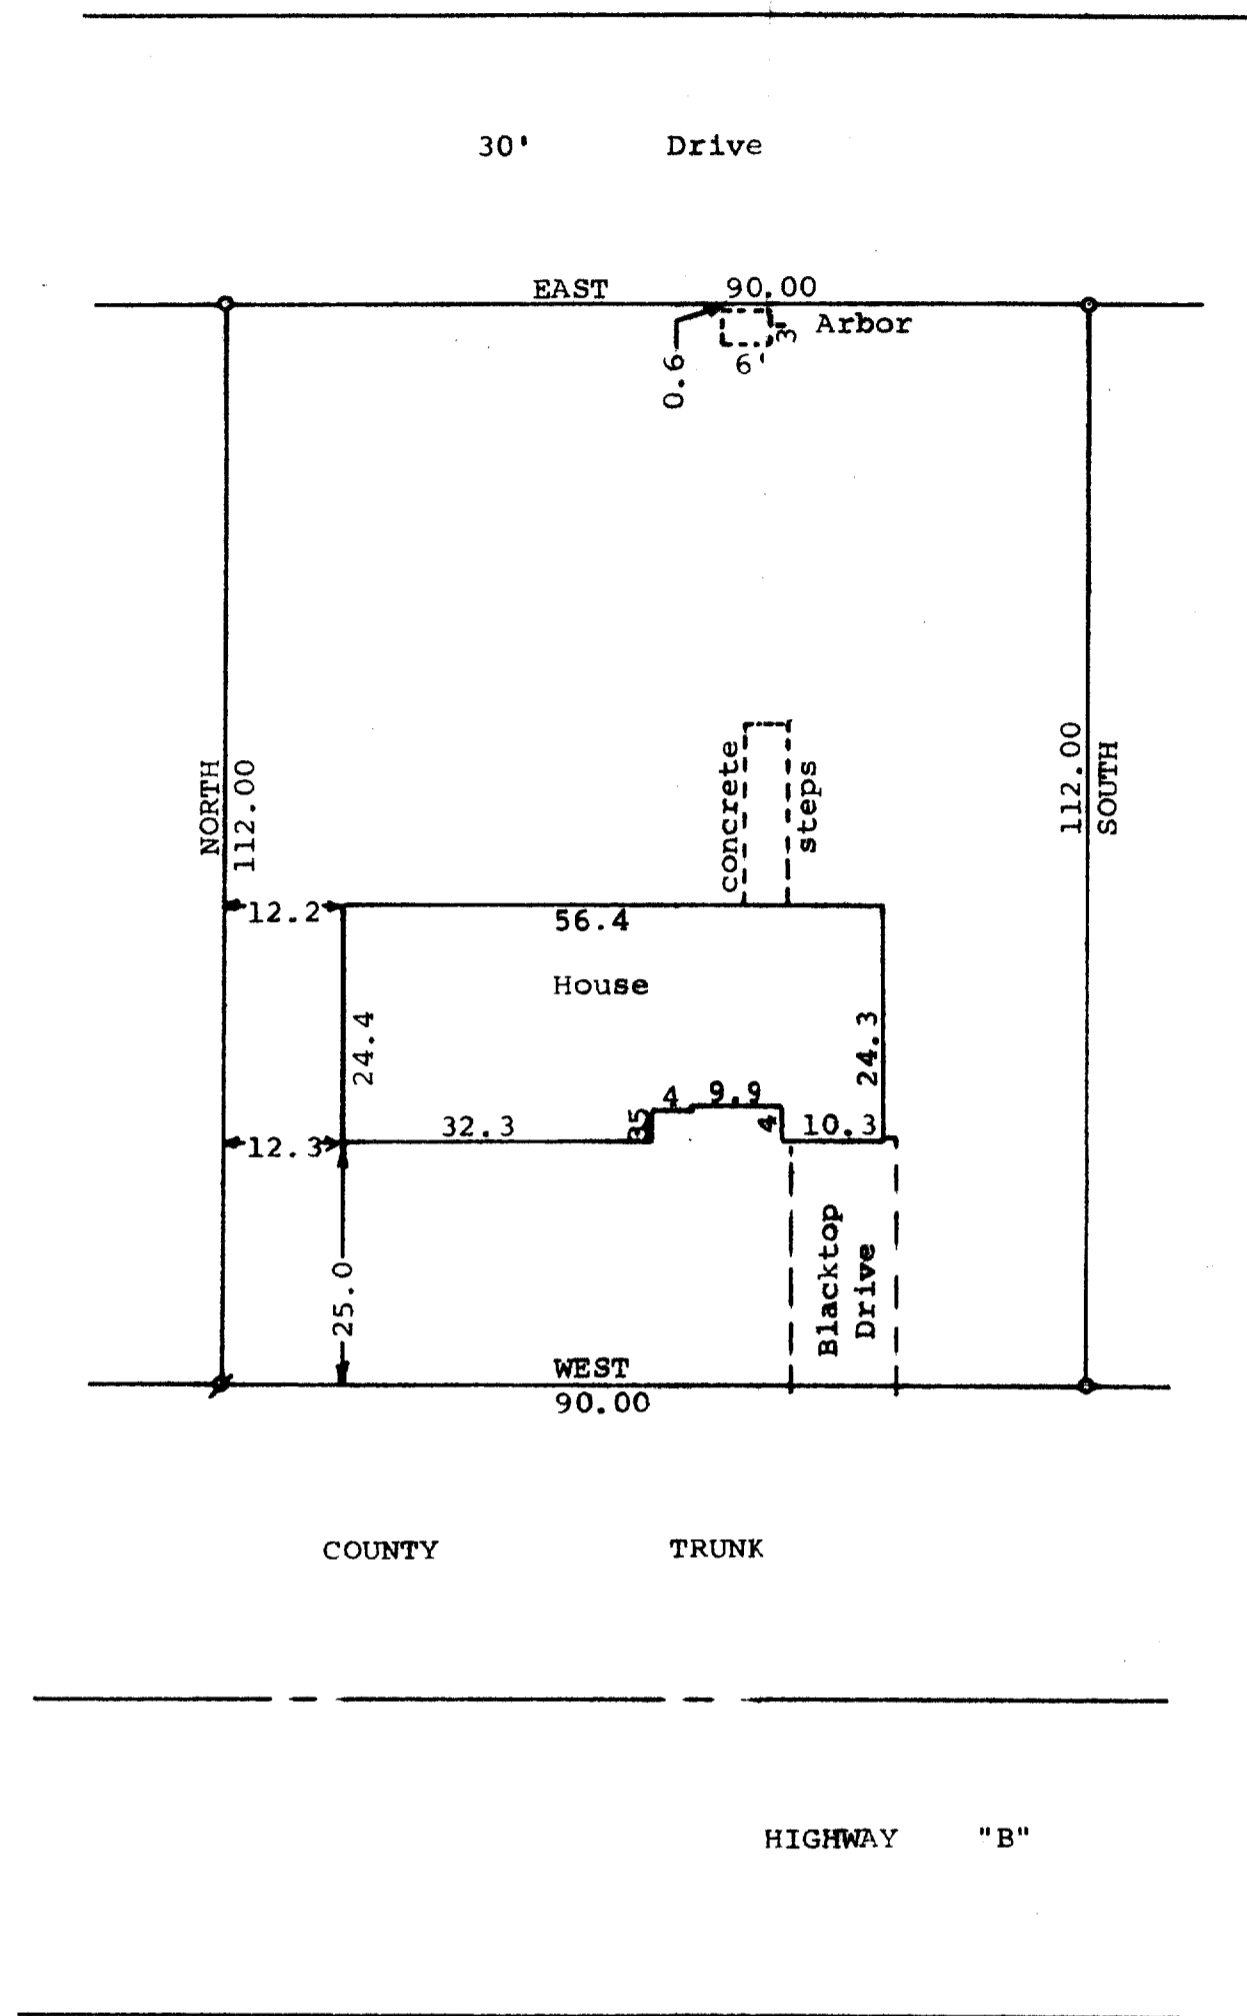 30' Drive
EAST 90.00
3' Arbor
6'
0.6
NORTH
112.00
112.00
SOUTH
concrete
steps
12.2
56.4
House
24.4
24.3
4 9.9
32.3
35
4
10.3
12.3
25.0
Blacktop
Drive
WEST
90.00
COUNTY TRUNK
HIGHWAY "B"